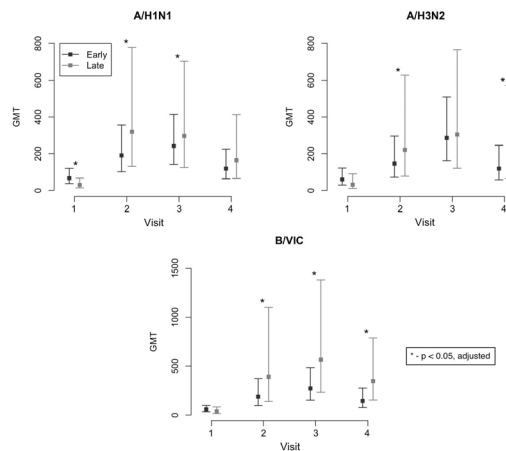 A/H1N1
A/H3N2
800
600
400
200
0
GMT
Early
Late
*
*
*
1
2
3
4
Visit
800
600
400
200
0
GMT
*
*
1
2
3
4
Visit
B/VIC
1500
1000
500
0
GMT
*
*
*
1
2
3
4
Visit
* - p < 0.05, adjusted